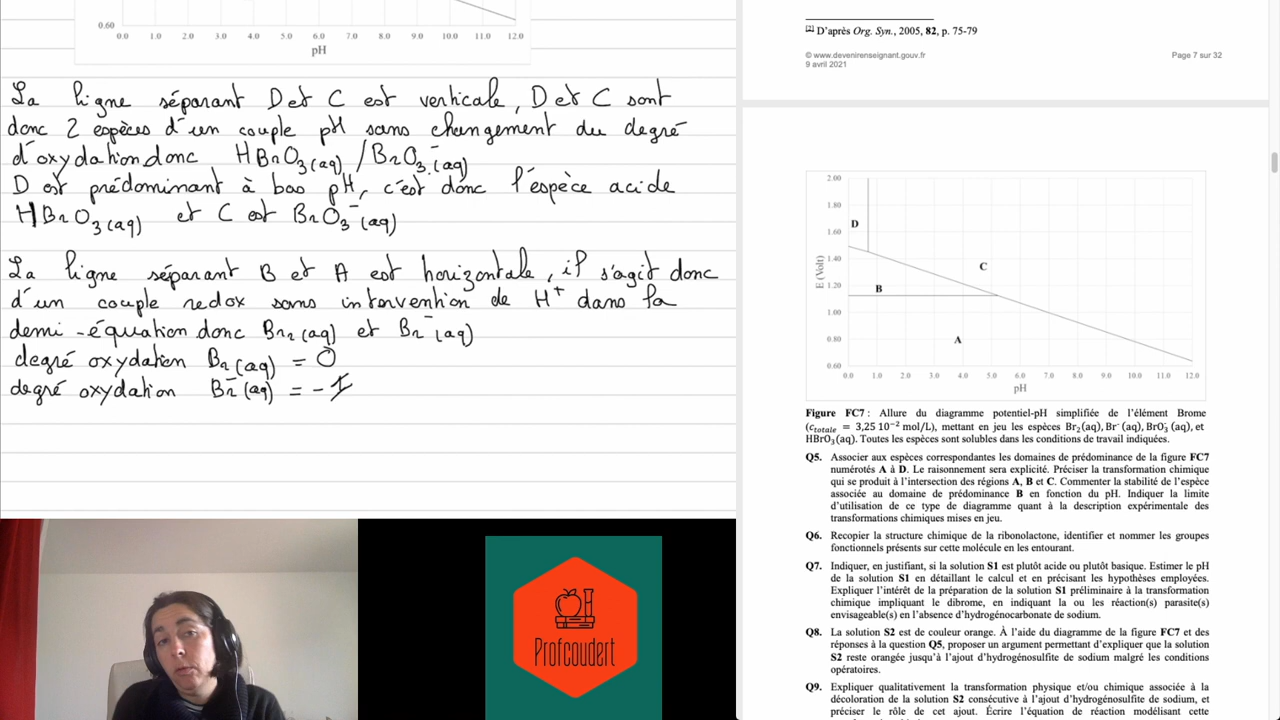 0.60
0.0 1.0 2.0 3.0 4.0 5.0 6.0 7.0 8.0 9.0 10.0 11.0 12.0
pH
La ligne séparant D et C est verticale, D et C sont
donc 2 espèces d'un couple pH sans changement du degré
d'oxydation donc HBrO3(aq) / BrO3-(aq)
D est prédominant à bas pH, c'est donc l'espèce acide
HBrO3(aq) et C est BrO3-(aq)
La ligne séparant B et A est horizontale, il s'agit donc
d'un couple redox sans intervention de H+ dans la
demi-équation donc Br2(aq) et Br-(aq)
degré oxydation Br2(aq) = 0
degré oxydation Br-(aq) = -1
Profcoudert
[2] D'après Org. Syn., 2005, 82, p. 75-79
© www.devenirenseignant.gouv.fr Page 7 sur 32
9 avril 2021
2.00
1.80
1.60
1.40
1.20
1.00
0.80
0.60
E (Volt)
D
C
B
A
0.0 1.0 2.0 3.0 4.0 5.0 6.0 7.0 8.0 9.0 10.0 11.0 12.0
pH
Figure FC7 : Allure du diagramme potentiel-pH simplifiée de l'élément Brome
(c_totale = 3,25 10⁻² mol/L), mettant en jeu les espèces Br₂(aq), Br⁻(aq), BrO₃⁻(aq), et
HBrO₃(aq). Toutes les espèces sont solubles dans les conditions de travail indiquées.
Q5. Associer aux espèces correspondantes les domaines de prédominance de la figure FC7
numérotés A à D. Le raisonnement sera explicité. Préciser la transformation chimique
qui se produit à l'intersection des régions A, B et C. Commenter la stabilité de l'espèce
associée au domaine de prédominance B en fonction du pH. Indiquer la limite
d'utilisation de ce type de diagramme quant à la description expérimentale des
transformations chimiques mises en jeu.
Q6. Recopier la structure chimique de la ribonolactone, identifier et nommer les groupes
fonctionnels présents sur cette molécule en les entourant.
Q7. Indiquer, en justifiant, si la solution S1 est plutôt acide ou plutôt basique. Estimer le pH
de la solution S1 en détaillant le calcul et en précisant les hypothèses employées.
Expliquer l'intérêt de la préparation de la solution S1 préliminaire à la transformation
chimique impliquant le dibrome, en indiquant la ou les réaction(s) parasite(s)
envisageable(s) en l'absence d'hydrogénocarbonate de sodium.
Q8. La solution S2 est de couleur orange. À l'aide du diagramme de la figure FC7 et des
réponses à la question Q5, proposer un argument permettant d'expliquer que la solution
S2 reste orangée jusqu'à l'ajout d'hydrogénosulfite de sodium malgré les conditions
opératoires.
Q9. Expliquer qualitativement la transformation physique et/ou chimique associée à la
décoloration de la solution S2 consécutive à l'ajout d'hydrogénosulfite de sodium, et
préciser le rôle de cet ajout. Écrire l'équation de réaction modélisant cette